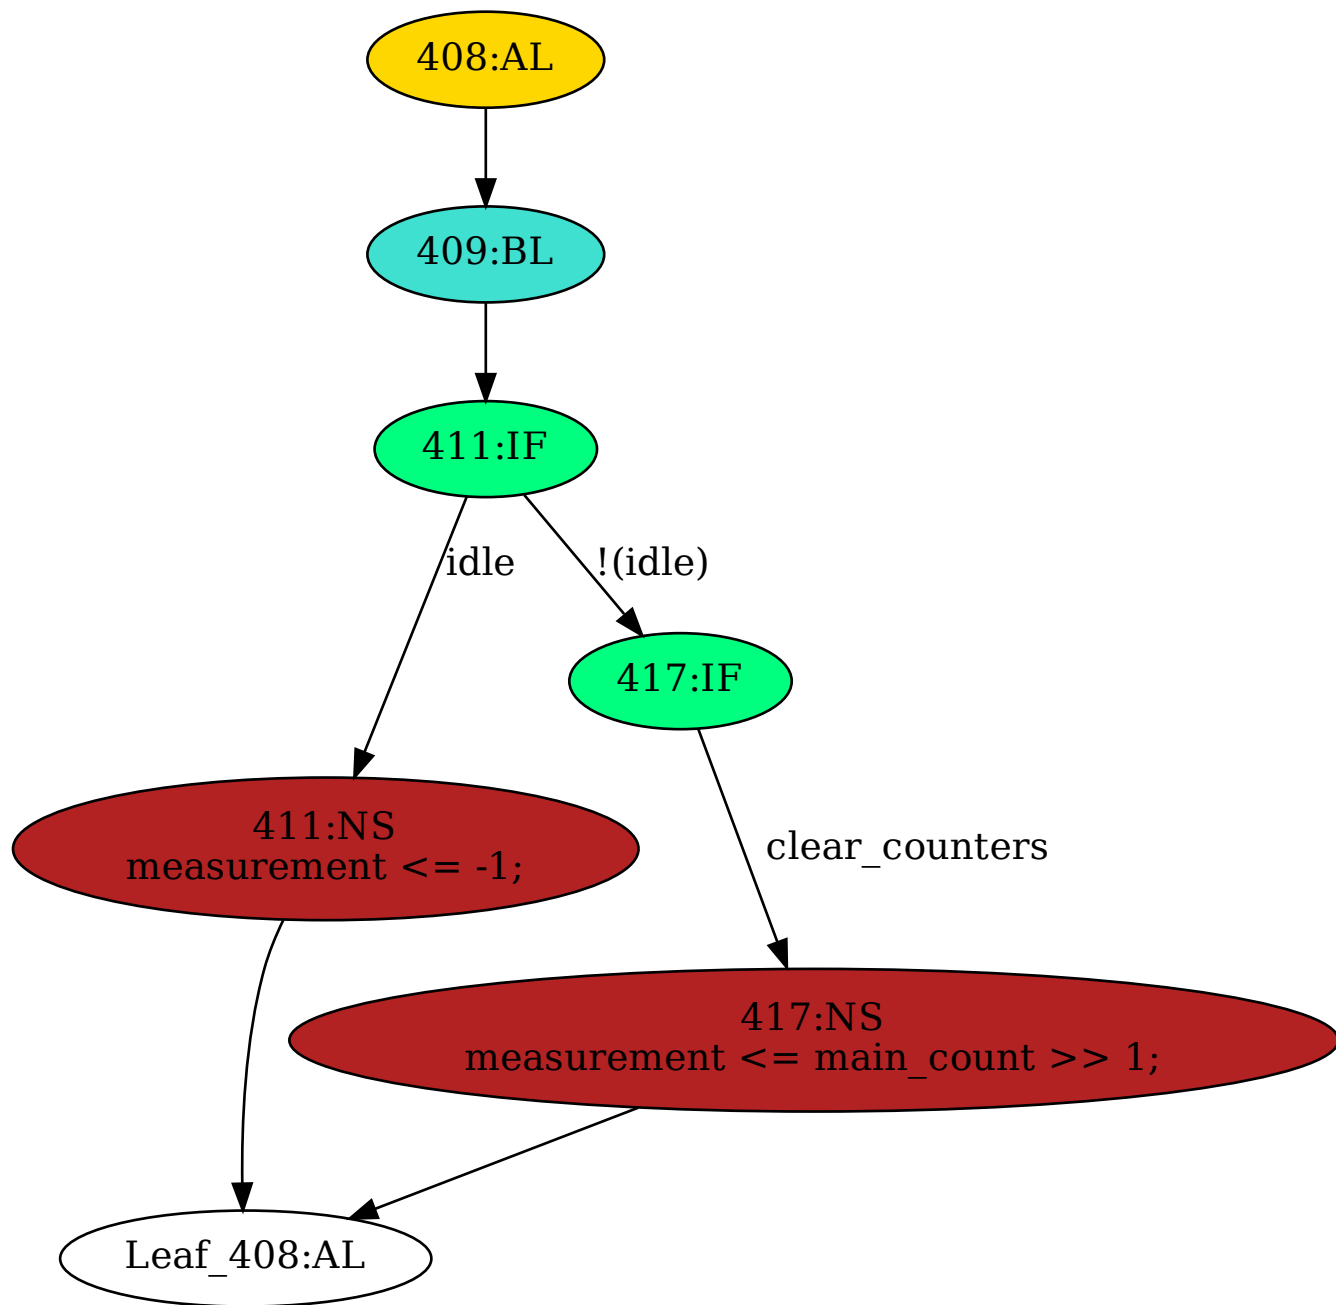 408:AL
409:BL
411:IF
idle
!(idle)
417:IF
411:NS
measurement <= -1;
clear_counters
417:NS
measurement <= main_count >> 1;
Leaf_408:AL